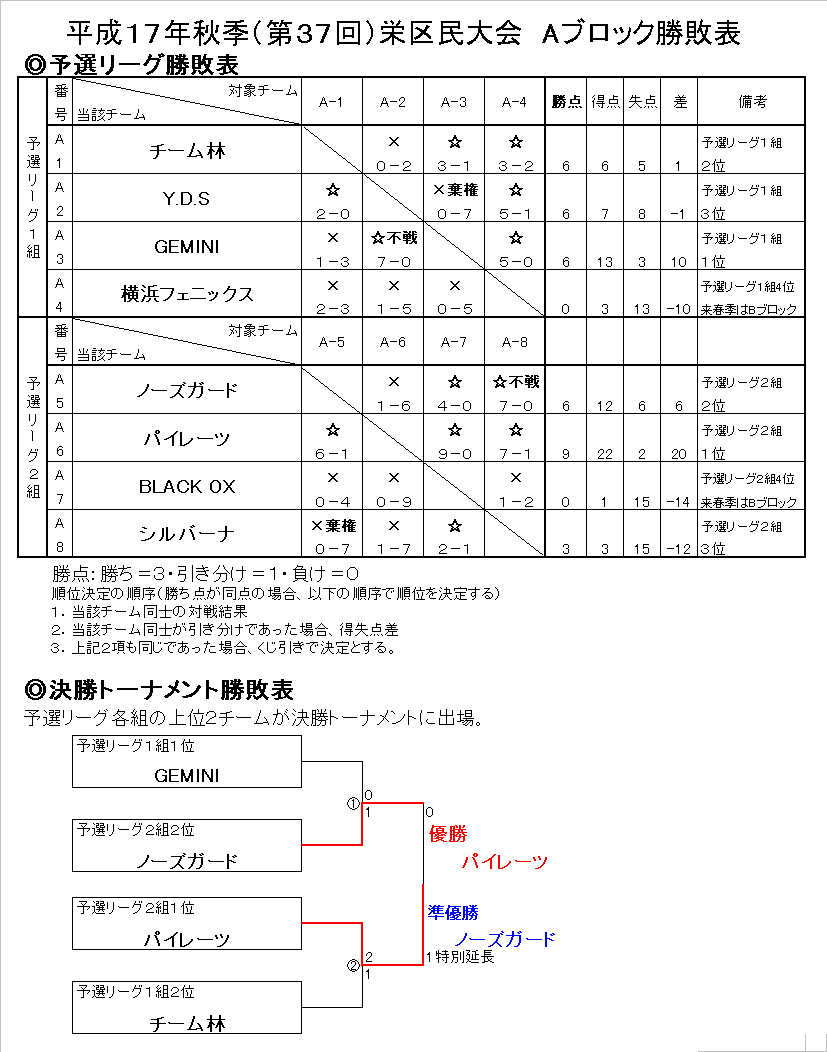 平成17年秋季（第37回）栄区民大会　Aブロック勝敗表
◎予選リーグ勝敗表
番号 対象チーム 当該チーム A-1 A-2 A-3 A-4 勝点 得点 失点 差 備考
予選リーグ1組
A1 チーム林 × 0-2 ☆ 3-1 ☆ 3-2 6 6 5 1 予選リーグ1組2位
A2 Y.D.S ☆ 2-0 ×棄権 0-7 ☆ 5-1 6 7 8 -1 予選リーグ1組3位
A3 GEMINI × 1-3 ☆不戦 7-0 ☆ 5-0 6 13 3 10 予選リーグ1組1位
A4 横浜フェニックス × 2-3 × 1-5 × 0-5 0 3 13 -10 予選リーグ1組4位 来春季はBブロック
番号 対象チーム 当該チーム A-5 A-6 A-7 A-8
予選リーグ2組
A5 ノーズガード × 1-6 ☆ 4-0 ☆不戦 7-0 6 12 6 6 予選リーグ2組2位
A6 パイレーツ ☆ 6-1 ☆ 9-0 ☆ 7-1 9 22 2 20 予選リーグ2組1位
A7 BLACK OX × 0-4 × 0-9 × 1-2 0 1 15 -14 予選リーグ2組4位 来春季はBブロック
A8 シルバーナ ×棄権 0-7 × 1-7 ☆ 2-1 3 3 15 -12 予選リーグ2組3位
勝点：勝ち＝3・引き分け＝1・負け＝0
順位決定の順序（勝ち点が同点の場合、以下の順序で順位を決定する）
1．当該チーム同士の対戦結果
2．当該チーム同士が引き分けであった場合、得失点差
3．上記2項も同じであった場合、くじ引きで決定とする。
◎決勝トーナメント勝敗表
予選リーグ各組の上位2チームが決勝トーナメントに出場。
予選リーグ1組1位
GEMINI
① 0 1
0
予選リーグ2組2位
ノーズガード
優勝
パイレーツ
予選リーグ2組1位
パイレーツ
準優勝
ノーズガード
② 2 1
1特別延長
予選リーグ1組2位
チーム林